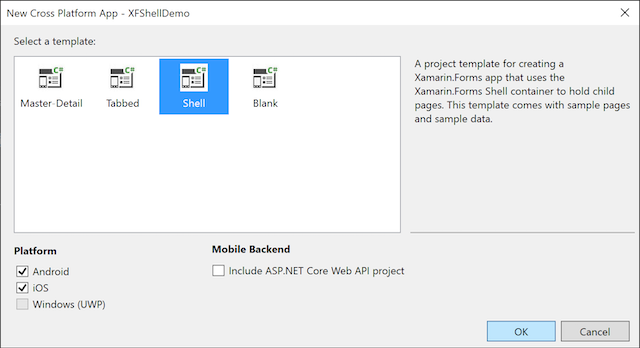 New Cross Platform App - XFShellDemo
Select a template:
C# C# C# C#
Master-Detail Tabbed Shell Blank
A project template for creating a
Xamarin.Forms app that uses the
Xamarin.Forms Shell container to hold child
pages. This template comes with sample pages
and sample data.
Platform
Android
iOS
Windows (UWP)
Mobile Backend
Include ASP.NET Core Web API project
OK Cancel